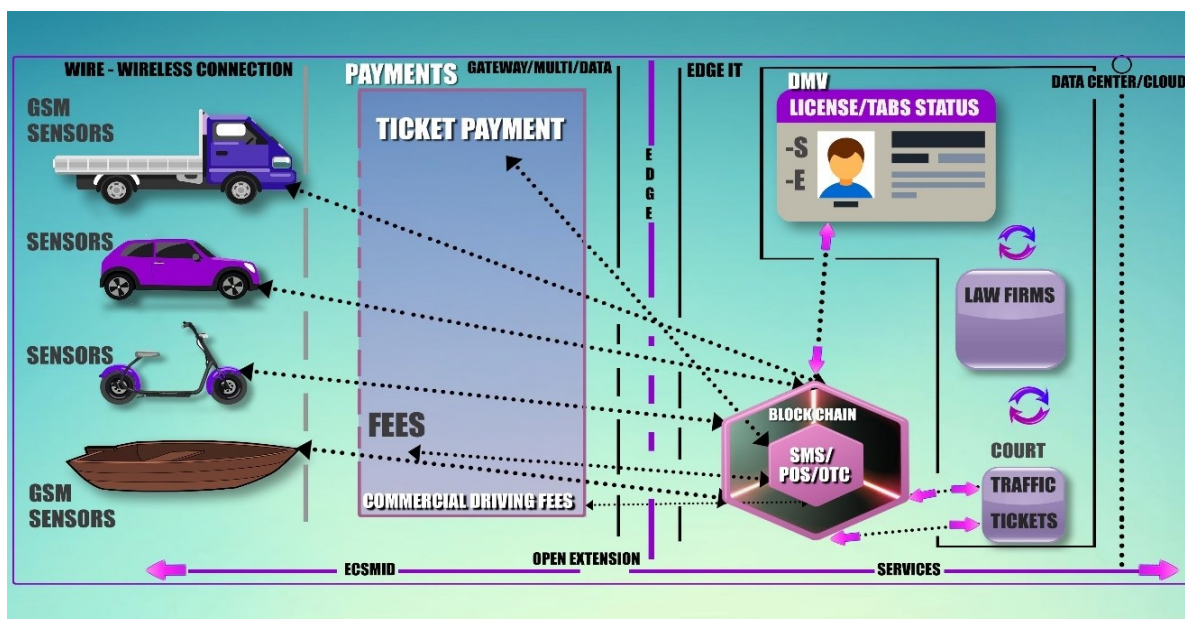 WIRE - WIRELESS CONNECTION
PAYMENTS
GATEWAY/MULTI/DATA
EDGE IT
DMV
DATA CENTER/CLOUD
GSM
SENSORS
TICKET PAYMENT
LICENSE/TABS STATUS
-S
-E
EDGE
SENSORS
LAW FIRMS
SENSORS
FEES
BLOCK CHAIN
SMS/
POS/OTC
COURT
TRAFFIC
TICKETS
GSM
SENSORS
COMMERCIAL DRIVING FEES
OPEN EXTENSION
ECSMID
SERVICES